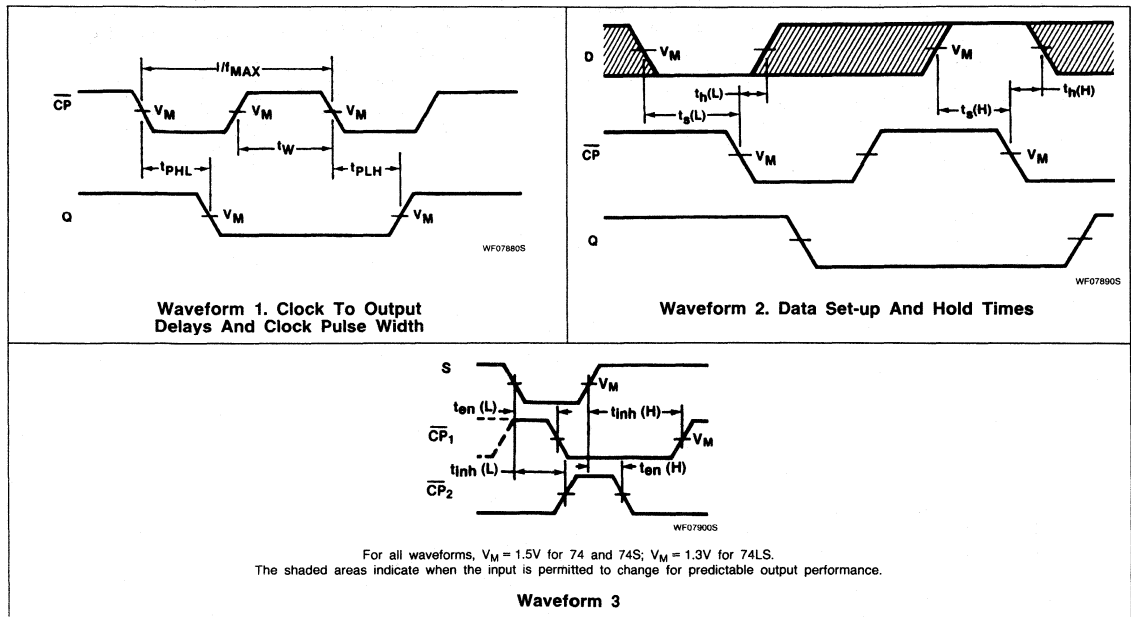 1/fMAX
CP
VM
VM
VM
tW
tPHL
tPLH
VM
VM
Q
WF07880S
Waveform 1. Clock To Output
Delays And Clock Pulse Width
D
VM
VM
th(L)
th(H)
ts(L)
ts(H)
CP
VM
VM
Q
WF07890S
Waveform 2. Data Set-up And Hold Times
S
VM
ten (L)
tinh (H)
CP1
VM
tinh (L)
ten (H)
CP2
WF07900S
For all waveforms, VM = 1.5V for 74 and 74S; VM = 1.3V for 74LS.
The shaded areas indicate when the input is permitted to change for predictable output performance.
Waveform 3